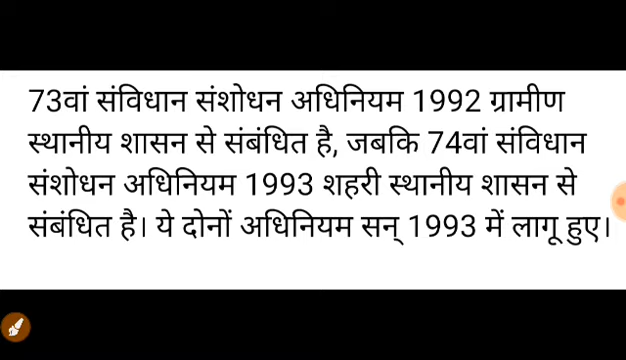 73वां संविधान संशोधन अधिनियम 1992 ग्रामीण
स्थानीय शासन से संबंधित है, जबकि 74वां संविधान
संशोधन अधिनियम 1993 शहरी स्थानीय शासन से
संबंधित है। ये दोनों अधिनियम सन् 1993 में लागू हुए।